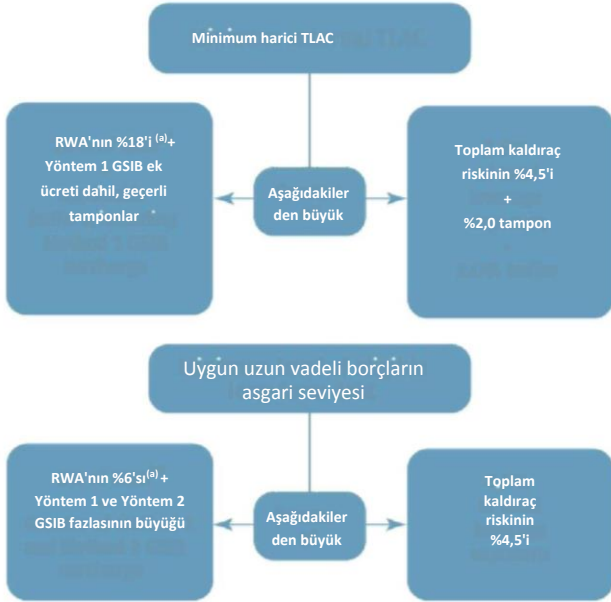 Minimum harici TLAC
RWA'nın %18'i (a)+
Yöntem 1 GSIB ek
ücreti dahil, geçerli
tamponlar
Aşağıdakiler
den büyük
Toplam kaldıraç
riskinin %4,5'i
+
%2,0 tampon
Uygun uzun vadeli borçların
asgari seviyesi
RWA'nın %6'sı(a) +
Yöntem 1 ve Yöntem 2
GSIB fazlasının büyüğü
Aşağıdakiler
den büyük
Toplam
kaldıraç
riskinin
%4,5'i